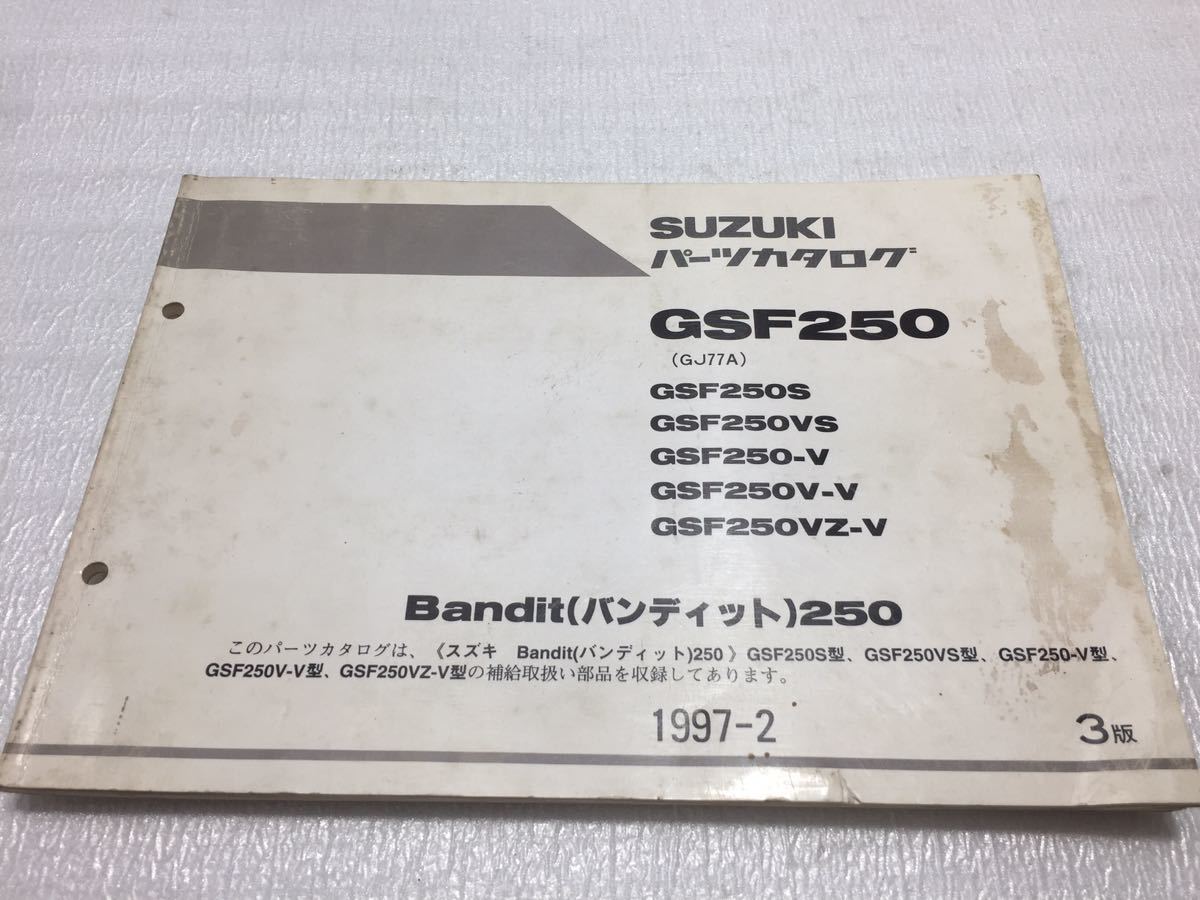 SUZUKI
パーツカタログ
GSF250
(GJ77A)
GSF250S
GSF250VS
GSF250-V
GSF250V-V
GSF250VZ-V
Bandit(バンディット)250
このパーツカタログは、《スズキ Bandit(バンディット)250》GSF250S型、GSF250VS型、GSF250-V型、
GSF250V-V型、GSF250VZ-V型の補給取扱い部品を収録してあります。
1997-2
3版